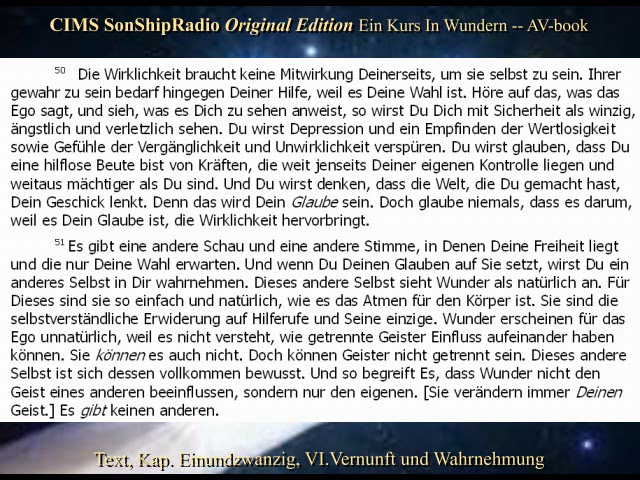 CIMS SonShipRadio Original Edition Ein Kurs In Wundern -- AV-book
50 Die Wirklichkeit braucht keine Mitwirkung Deinerseits, um sie selbst zu sein. Ihrer
gewahr zu sein bedarf hingegen Deiner Hilfe, weil es Deine Wahl ist. Höre auf das, was das
Ego sagt, und sieh, was es Dich zu sehen anweist, so wirst Du Dich mit Sicherheit als winzig,
ängstlich und verletzlich sehen. Du wirst Depression und ein Empfinden der Wertlosigkeit
sowie Gefühle der Vergänglichkeit und Unwirklichkeit verspüren. Du wirst glauben, dass Du
eine hilflose Beute bist von Kräften, die weit jenseits Deiner eigenen Kontrolle liegen und
weitaus mächtiger als Du sind. Und Du wirst denken, dass die Welt, die Du gemacht hast,
Dein Geschick lenkt. Denn das wird Dein Glaube sein. Doch glaube niemals, dass es darum,
weil es Dein Glaube ist, die Wirklichkeit hervorbringt.
51 Es gibt eine andere Schau und eine andere Stimme, in Denen Deine Freiheit liegt
und die nur Deine Wahl erwarten. Und wenn Du Deinen Glauben auf Sie setzt, wirst Du ein
anderes Selbst in Dir wahrnehmen. Dieses andere Selbst sieht Wunder als natürlich an. Für
Dieses sind sie so einfach und natürlich, wie es das Atmen für den Körper ist. Sie sind die
selbstverständliche Erwiderung auf Hilferufe und Seine einzige. Wunder erscheinen für das
Ego unnatürlich, weil es nicht versteht, wie getrennte Geister Einfluss aufeinander haben
können. Sie können es auch nicht. Doch können Geister nicht getrennt sein. Dieses andere
Selbst ist sich dessen vollkommen bewusst. Und so begreift Es, dass Wunder nicht den
Geist eines anderen beeinflussen, sondern nur den eigenen. [Sie verändern immer Deinen
Geist.] Es gibt keinen anderen.
Text, Kap. Einundzwanzig, VI.Vernunft und Wahrnehmung